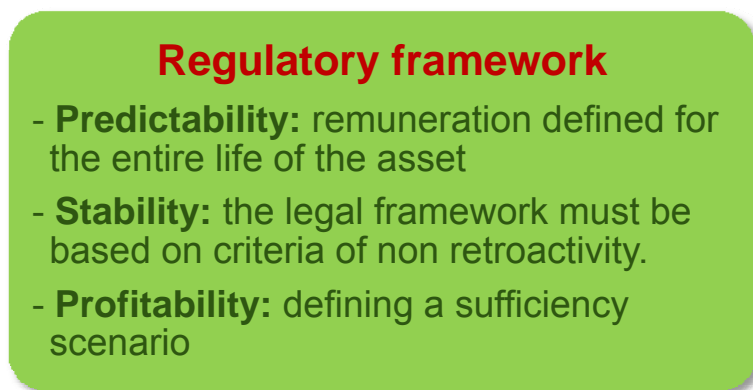 Regulatory framework
- Predictability: remuneration defined for
the entire life of the asset
- Stability: the legal framework must be
based on criteria of non retroactivity.
- Profitability: defining a sufficiency
scenario